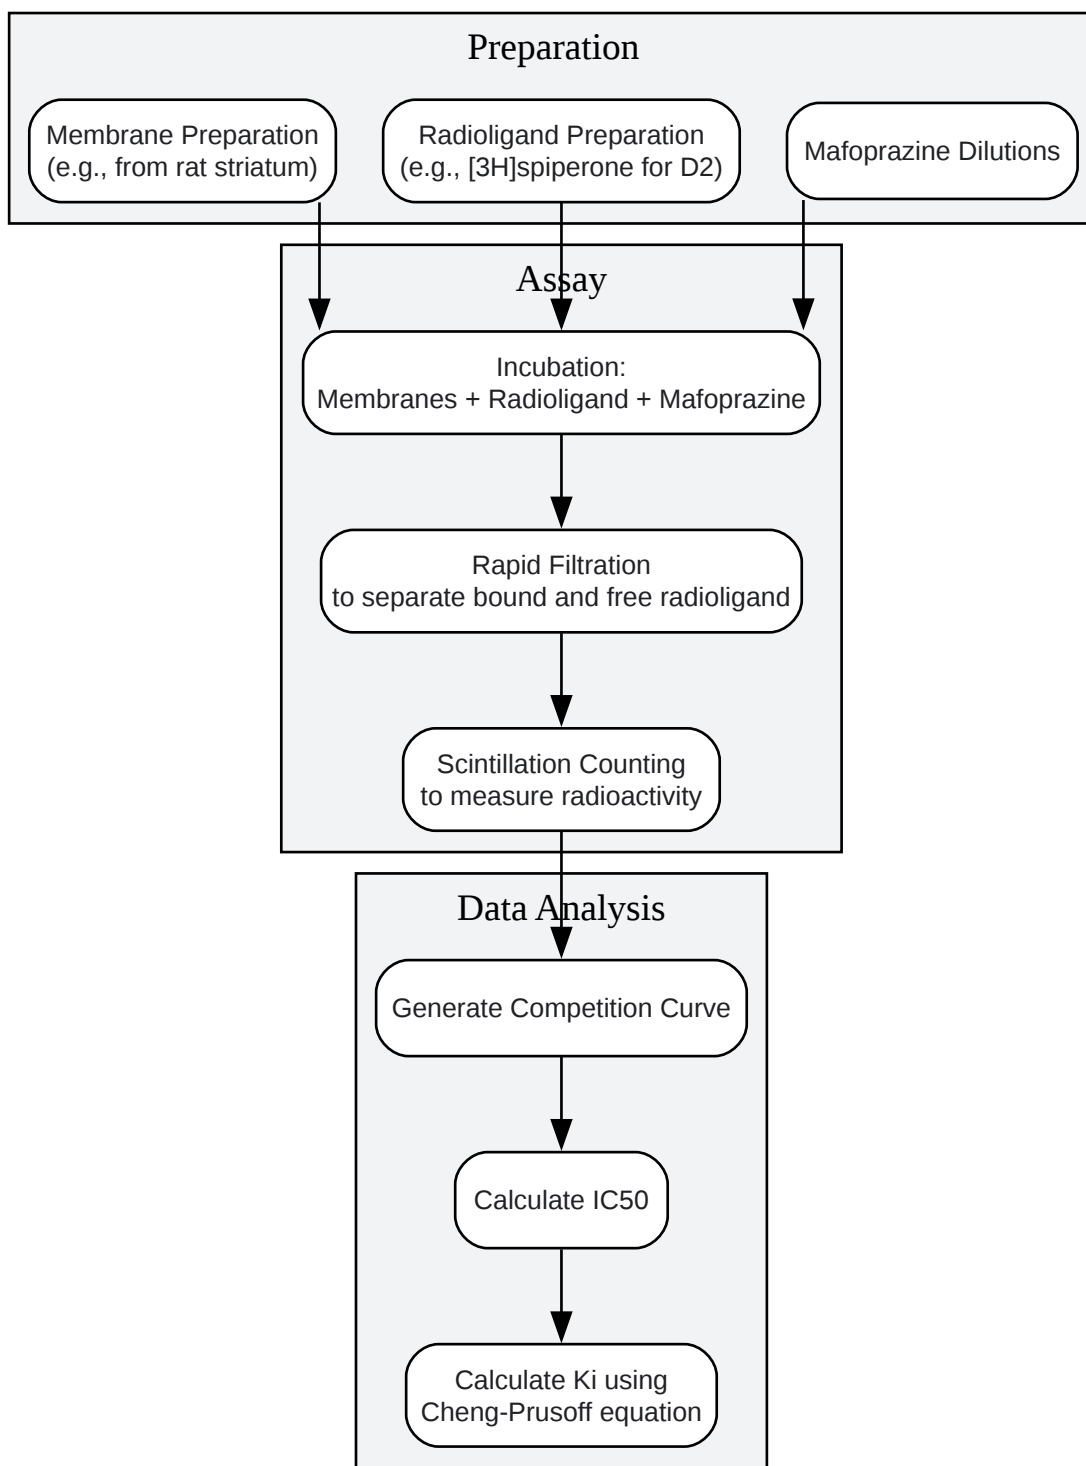 Preparation
Membrane Preparation
(e.g., from rat striatum)
Radioligand Preparation
(e.g., [3H]spiperone for D2)
Mafoprazine Dilutions
Assay
Incubation:
Membranes + Radioligand + Mafoprazine
Rapid Filtration
to separate bound and free radioligand
Scintillation Counting
to measure radioactivity
Data Analysis
Generate Competition Curve
Calculate IC50
Calculate Ki using
Cheng-Prusoff equation